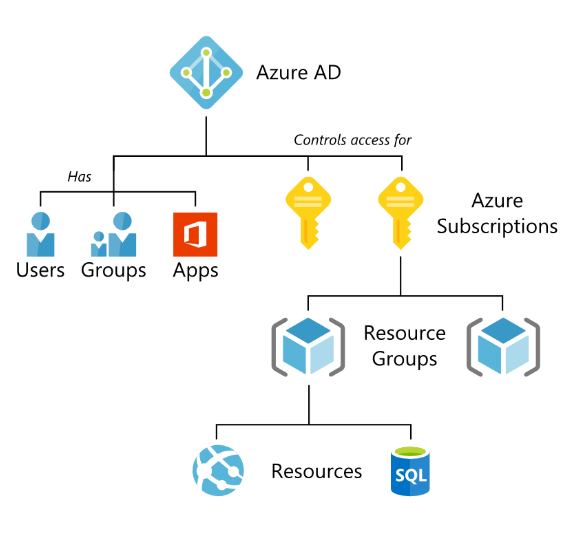 Azure AD
Controls access for
Has
Azure
Subscriptions
Users
Groups
Apps
Resource
Groups
Resources
SQL